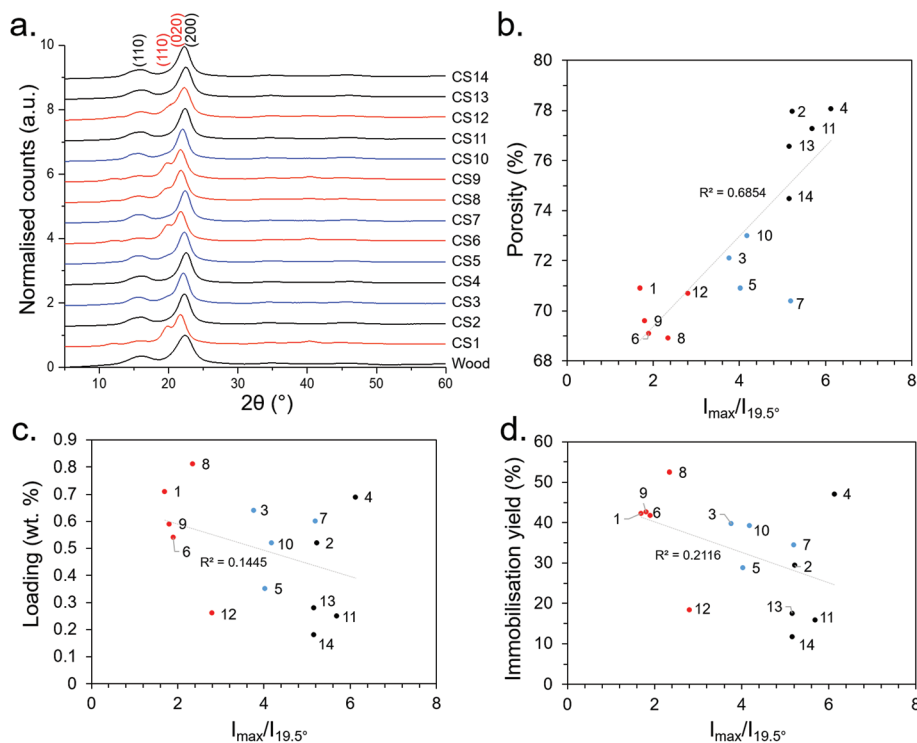 a.
(110)
(110)
(020)
(200)
Normalised counts (a.u.)
10
8
6
4
2
0
CS14
CS13
CS12
CS11
CS10
CS9
CS8
CS7
CS6
CS5
CS4
CS3
CS2
CS1
Wood
10 20 30 40 50 60
2θ (°)
b.
Porosity (%)
80
78
76
74
72
70
68
2
4
11
13
R² = 0.6854
14
10
3
1
12
5
7
9
6
8
0 2 4 6 8
Imax/I19.5°
c.
Loading (wt. %)
0.9
0.8
0.7
0.6
0.5
0.4
0.3
0.2
0.1
0
8
1
4
3
9
7
6
10
2
R² = 0.1445
5
12
13
11
14
0 2 4 6 8
Imax/I19.5°
d.
Immobilisation yield (%)
60
50
40
30
20
10
0
8
4
9
1
6
3
10
7
R² = 0.2116
5
2
12
13
11
14
0 2 4 6 8
Imax/I19.5°